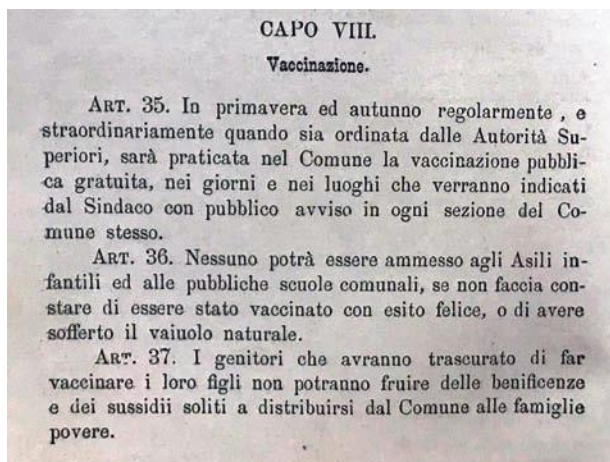 CAPO VIII.
Vaccinazione.
ART. 35. In primavera ed autunno regolarmente, e
straordinariamente quando sia ordinata dalle Autorità Su-
periori, sarà praticata nel Comune la vaccinazione pubbli-
ca gratuita, nei giorni e nei luoghi che verranno indicati
dal Sindaco con pubblico avviso in ogni sezione del Co-
mune stesso.
ART. 36. Nessuno potrà essere ammesso agli Asili in-
fantili ed alle pubbliche scuole comunali, se non faccia con-
stare di essere stato vaccinato con esito felice, o di avere
sofferto il vaiuolo naturale.
ART. 37. I genitori che avranno trascurato di far
vaccinare i loro figli non potranno fruire delle benificenze
e dei sussidii soliti a distribuirsi dal Comune alle famiglie
povere.